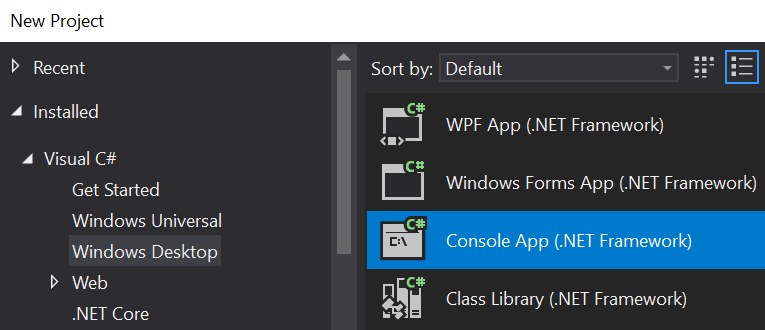 New Project
Recent
Installed
Visual C#
Get Started
Windows Universal
Windows Desktop
Web
.NET Core
Sort by: Default
C#
WPF App (.NET Framework)
C#
Windows Forms App (.NET Framework)
C#
C:\
Console App (.NET Framework)
C#
Class Library (.NET Framework)